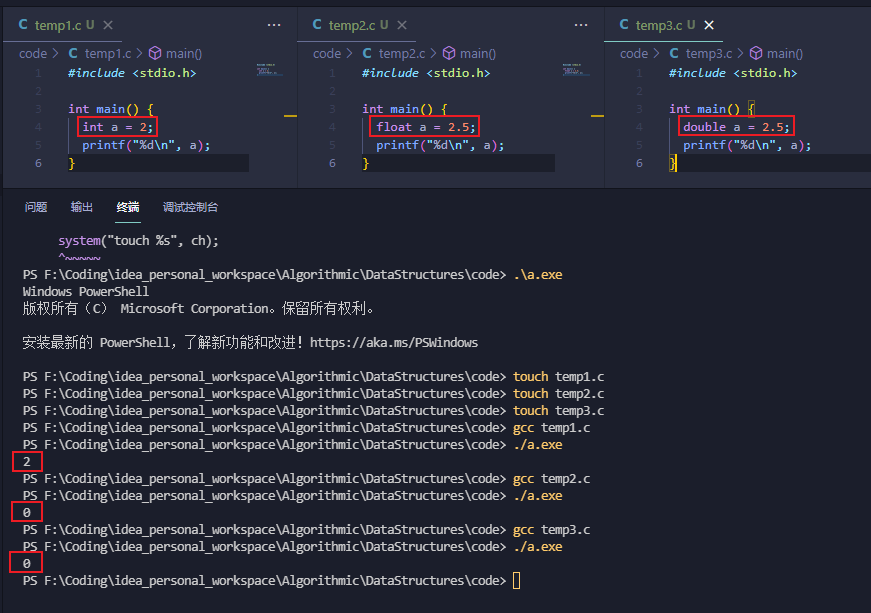 C temp1.c U ×
code > C temp1.c > main()
1 #include <stdio.h>
2
3 int main() {
4 int a = 2;
5 printf("%d\n", a);
6 }
C temp2.c U ×
code > C temp2.c > main()
1 #include <stdio.h>
2
3 int main() {
4 float a = 2.5;
5 printf("%d\n", a);
6 }
C temp3.c U ×
code > C temp3.c > main()
1 #include <stdio.h>
2
3 int main() {
4 double a = 2.5;
5 printf("%d\n", a);
6 }
问题 输出 终端 调试控制台
system("touch %s", ch);
^~~~~~
PS F:\Coding\idea_personal_workspace\Algorithmic\DataStructures\code> .\a.exe
Windows PowerShell
版权所有（C） Microsoft Corporation。保留所有权利。
安装最新的 PowerShell，了解新功能和改进！https://aka.ms/PSWindows
PS F:\Coding\idea_personal_workspace\Algorithmic\DataStructures\code> touch temp1.c
PS F:\Coding\idea_personal_workspace\Algorithmic\DataStructures\code> touch temp2.c
PS F:\Coding\idea_personal_workspace\Algorithmic\DataStructures\code> touch temp3.c
PS F:\Coding\idea_personal_workspace\Algorithmic\DataStructures\code> gcc temp1.c
PS F:\Coding\idea_personal_workspace\Algorithmic\DataStructures\code> ./a.exe
2
PS F:\Coding\idea_personal_workspace\Algorithmic\DataStructures\code> gcc temp2.c
PS F:\Coding\idea_personal_workspace\Algorithmic\DataStructures\code> ./a.exe
0
PS F:\Coding\idea_personal_workspace\Algorithmic\DataStructures\code> gcc temp3.c
PS F:\Coding\idea_personal_workspace\Algorithmic\DataStructures\code> ./a.exe
0
PS F:\Coding\idea_personal_workspace\Algorithmic\DataStructures\code>